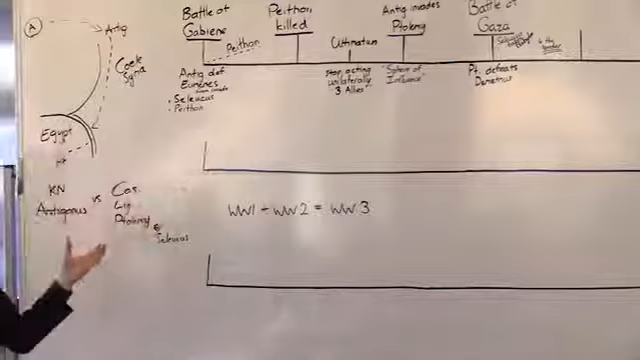 A
Antig
Coele
Syria
Egypt
KN
Antigonus
vs
Cas.
Ptolemy
Seleucus
Battle of
Gabiene
Peithon
Antig def.
Eumenes
• Seleucus
• Peithon
Peithon
killed
Ultimatum
Stop acting
unilaterally
3 Allies
Antig invades
Ptolemy
"Sphere of
Influence"
Battle of
Gaza
Pt. defeats
Demetrius
WW1 + WW2 = WW3